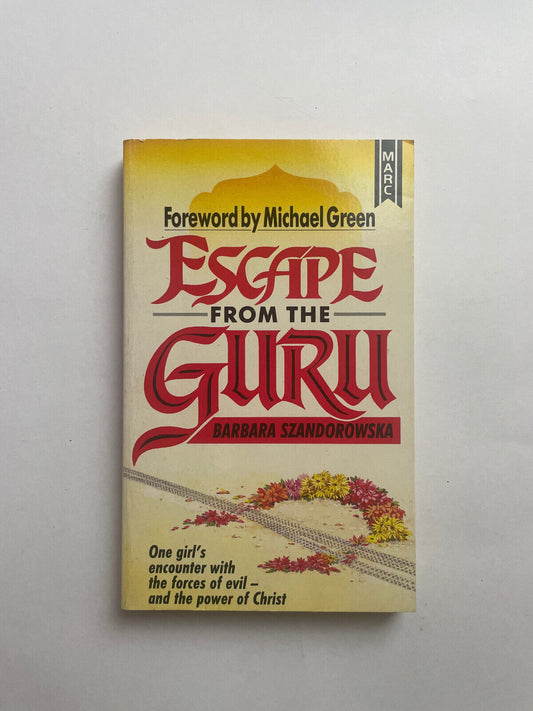 MARC
Foreword by Michael Green
ESCAPE
FROM THE
GURU
BARBARA SZANDOROWSKA
One girl's
encounter with
the forces of evil –
and the power of Christ